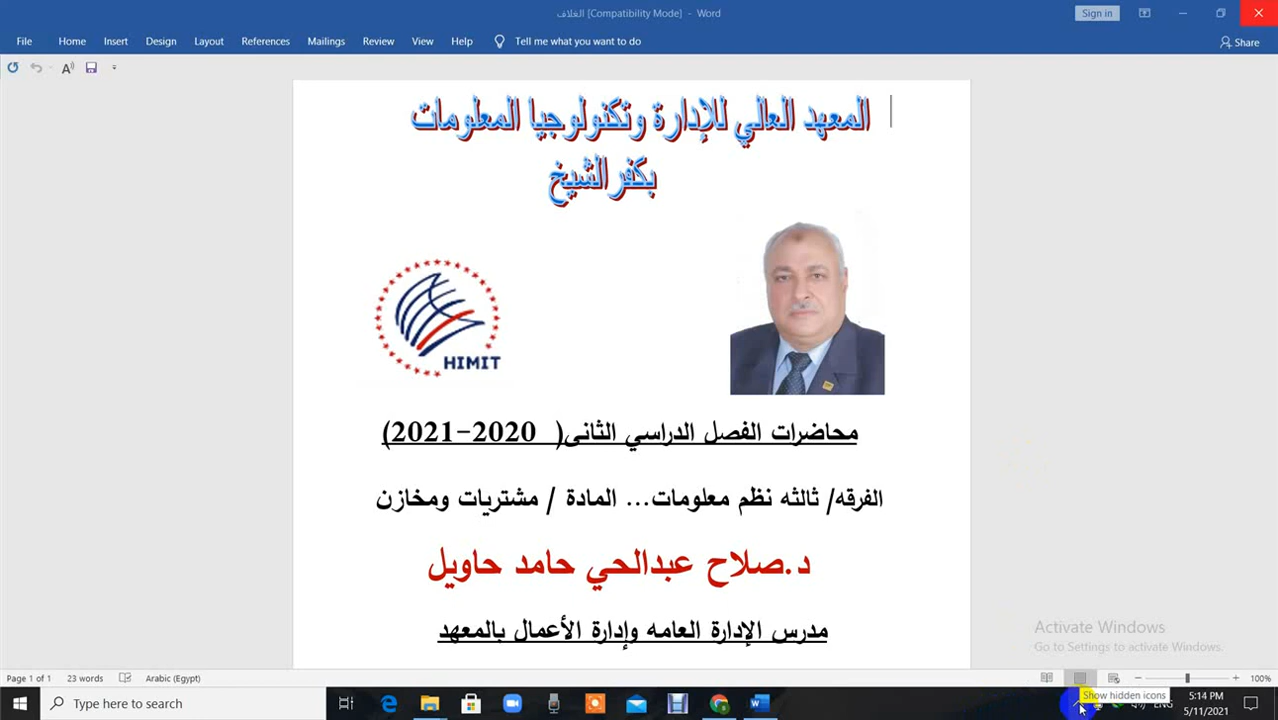 الغلاف [Compatibility Mode] - Word
Sign in
File Home Insert Design Layout References Mailings Review View Help Tell me what you want to do
Share
المعهد العالي للإدارة وتكنولوجيا المعلومات
بكفر الشيخ
HIMIT
محاضرات الفصل الدراسي الثانى( 2020-2021)
الفرقه/ ثالثه نظم معلومات... المادة / مشتريات ومخازن
د.صلاح عبدالحي حامد حاويل
مدرس الإدارة العامه وإدارة الأعمال بالمعهد
Activate Windows
Go to Settings to activate Windows.
Page 1 of 1 23 words Arabic (Egypt) 100%
Show hidden icons
Type here to search
ENG
5:14 PM
5/11/2021